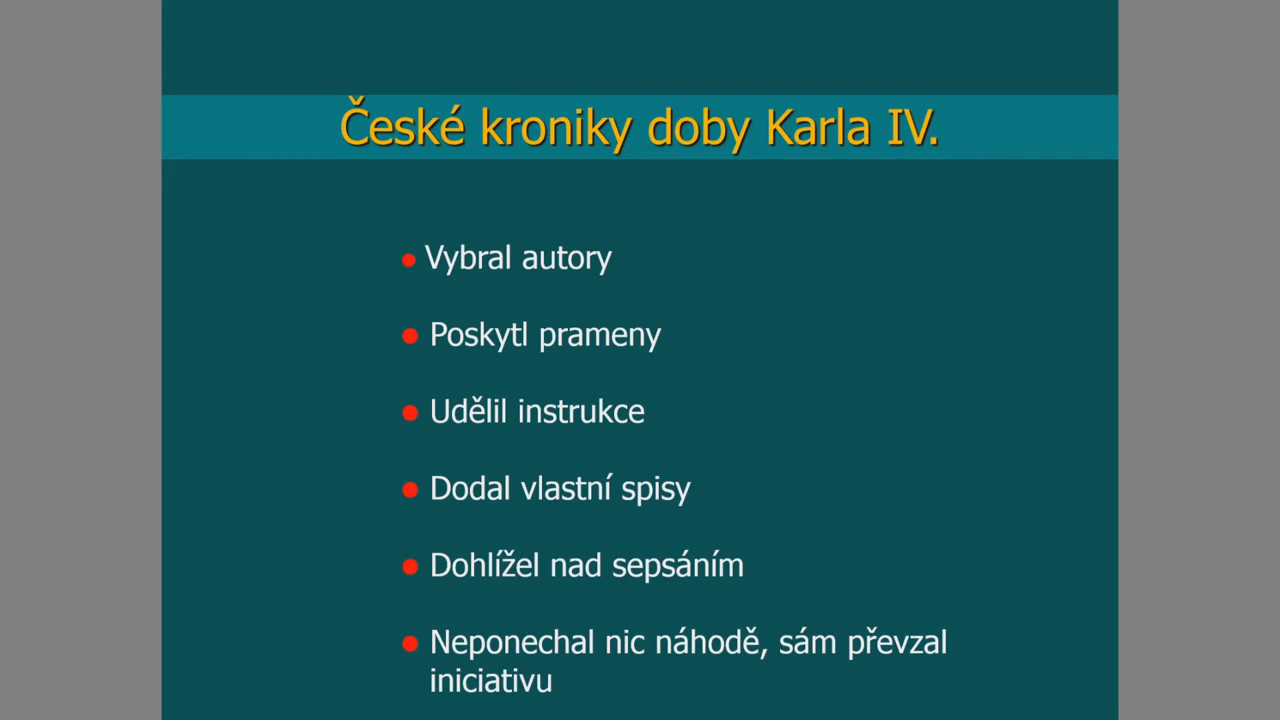 České kroniky doby Karla IV.
Vybral autory
Poskytl prameny
Udělil instrukce
Dodal vlastní spisy
Dohlížel nad sepsáním
Neponechal nic náhodě, sám převzal
iniciativu